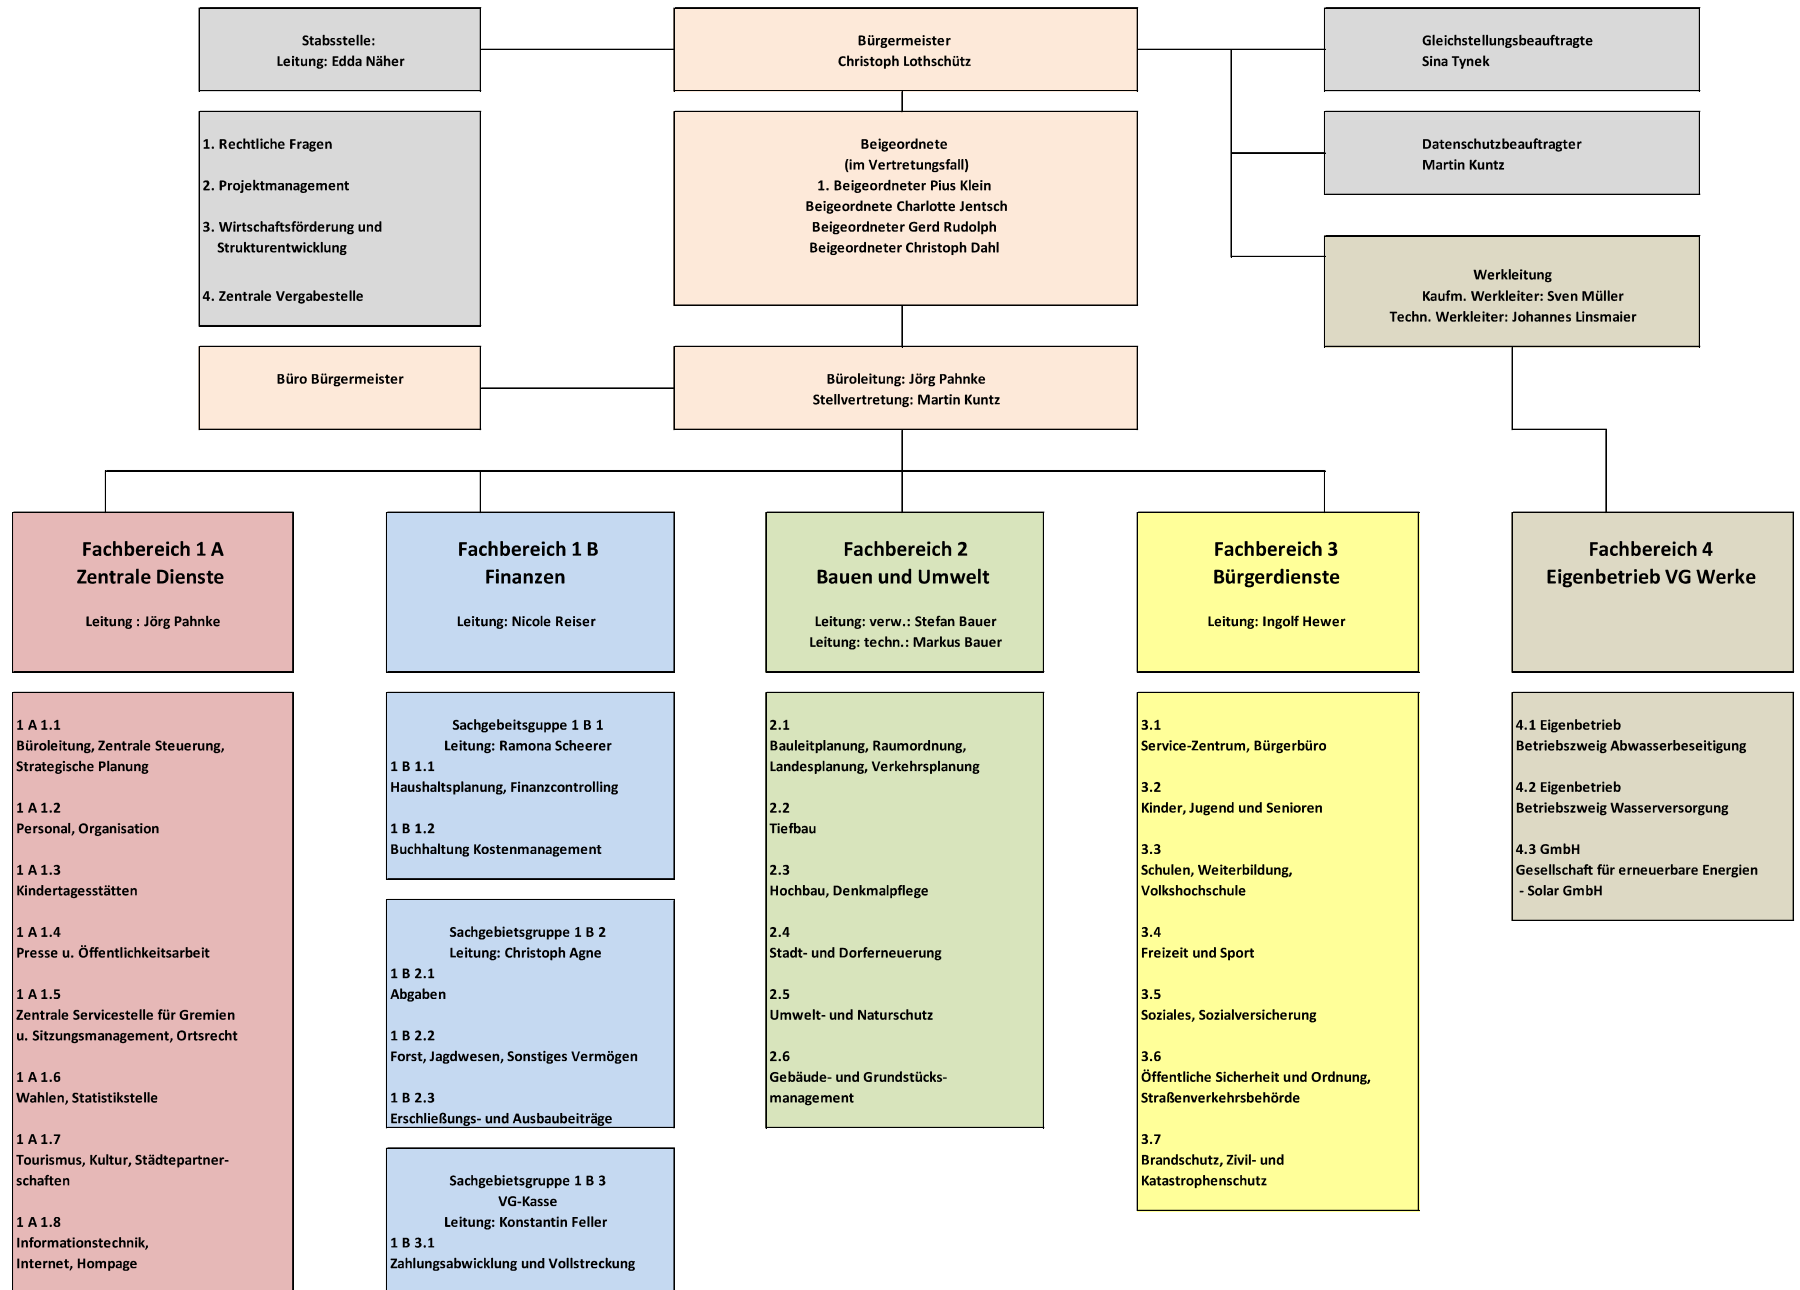 Stabsstelle:
Leitung: Edda Näher
Bürgermeister
Christoph Lothschütz
Gleichstellungsbeauftragte
Sina Tynek
1. Rechtliche Fragen
2. Projektmanagement
3. Wirtschaftsförderung und
Strukturentwicklung
4. Zentrale Vergabestelle
Beigeordnete
(im Vertretungsfall)
1. Beigeordneter Pius Klein
Beigeordnete Charlotte Jentsch
Beigeordneter Gerd Rudolph
Beigeordneter Christoph Dahl
Datenschutzbeauftragter
Martin Kuntz
Werkleitung
Kaufm. Werkleiter: Sven Müller
Techn. Werkleiter: Johannes Linsmaier
Büro Bürgermeister
Büroleitung: Jörg Pahnke
Stellvertretung: Martin Kuntz
Fachbereich 1 A
Zentrale Dienste
Leitung : Jörg Pahnke
Fachbereich 1 B
Finanzen
Leitung: Nicole Reiser
Fachbereich 2
Bauen und Umwelt
Leitung: verw.: Stefan Bauer
Leitung: techn.: Markus Bauer
Fachbereich 3
Bürgerdienste
Leitung: Ingolf Hewer
Fachbereich 4
Eigenbetrieb VG Werke
1 A 1.1
Büroleitung, Zentrale Steuerung,
Strategische Planung
1 A 1.2
Personal, Organisation
1 A 1.3
Kindertagesstätten
1 A 1.4
Presse u. Öffentlichkeitsarbeit
1 A 1.5
Zentrale Servicestelle für Gremien
u. Sitzungsmanagement, Ortsrecht
1 A 1.6
Wahlen, Statistikstelle
1 A 1.7
Tourismus, Kultur, Städtepartner-
schaften
1 A 1.8
Informationstechnik,
Internet, Hompage
Sachgebeitsgruppe 1 B 1
Leitung: Ramona Scheerer
1 B 1.1
Haushaltsplanung, Finanzcontrolling
1 B 1.2
Buchhaltung Kostenmanagement
Sachgebietsgruppe 1 B 2
Leitung: Christoph Agne
1 B 2.1
Abgaben
1 B 2.2
Forst, Jagdwesen, Sonstiges Vermögen
1 B 2.3
Erschließungs- und Ausbaubeiträge
Sachgebietsgruppe 1 B 3
VG-Kasse
Leitung: Konstantin Feller
1 B 3.1
Zahlungsabwicklung und Vollstreckung
2.1
Bauleitplanung, Raumordnung,
Landesplanung, Verkehrsplanung
2.2
Tiefbau
2.3
Hochbau, Denkmalpflege
2.4
Stadt- und Dorferneuerung
2.5
Umwelt- und Naturschutz
2.6
Gebäude- und Grundstücks-
management
3.1
Service-Zentrum, Bürgerbüro
3.2
Kinder, Jugend und Senioren
3.3
Schulen, Weiterbildung,
Volkshochschule
3.4
Freizeit und Sport
3.5
Soziales, Sozialversicherung
3.6
Öffentliche Sicherheit und Ordnung,
Straßenverkehrsbehörde
3.7
Brandschutz, Zivil- und
Katastrophenschutz
4.1 Eigenbetrieb
Betriebszweig Abwasserbeseitigung
4.2 Eigenbetrieb
Betriebszweig Wasserversorgung
4.3 GmbH
Gesellschaft für erneuerbare Energien
- Solar GmbH